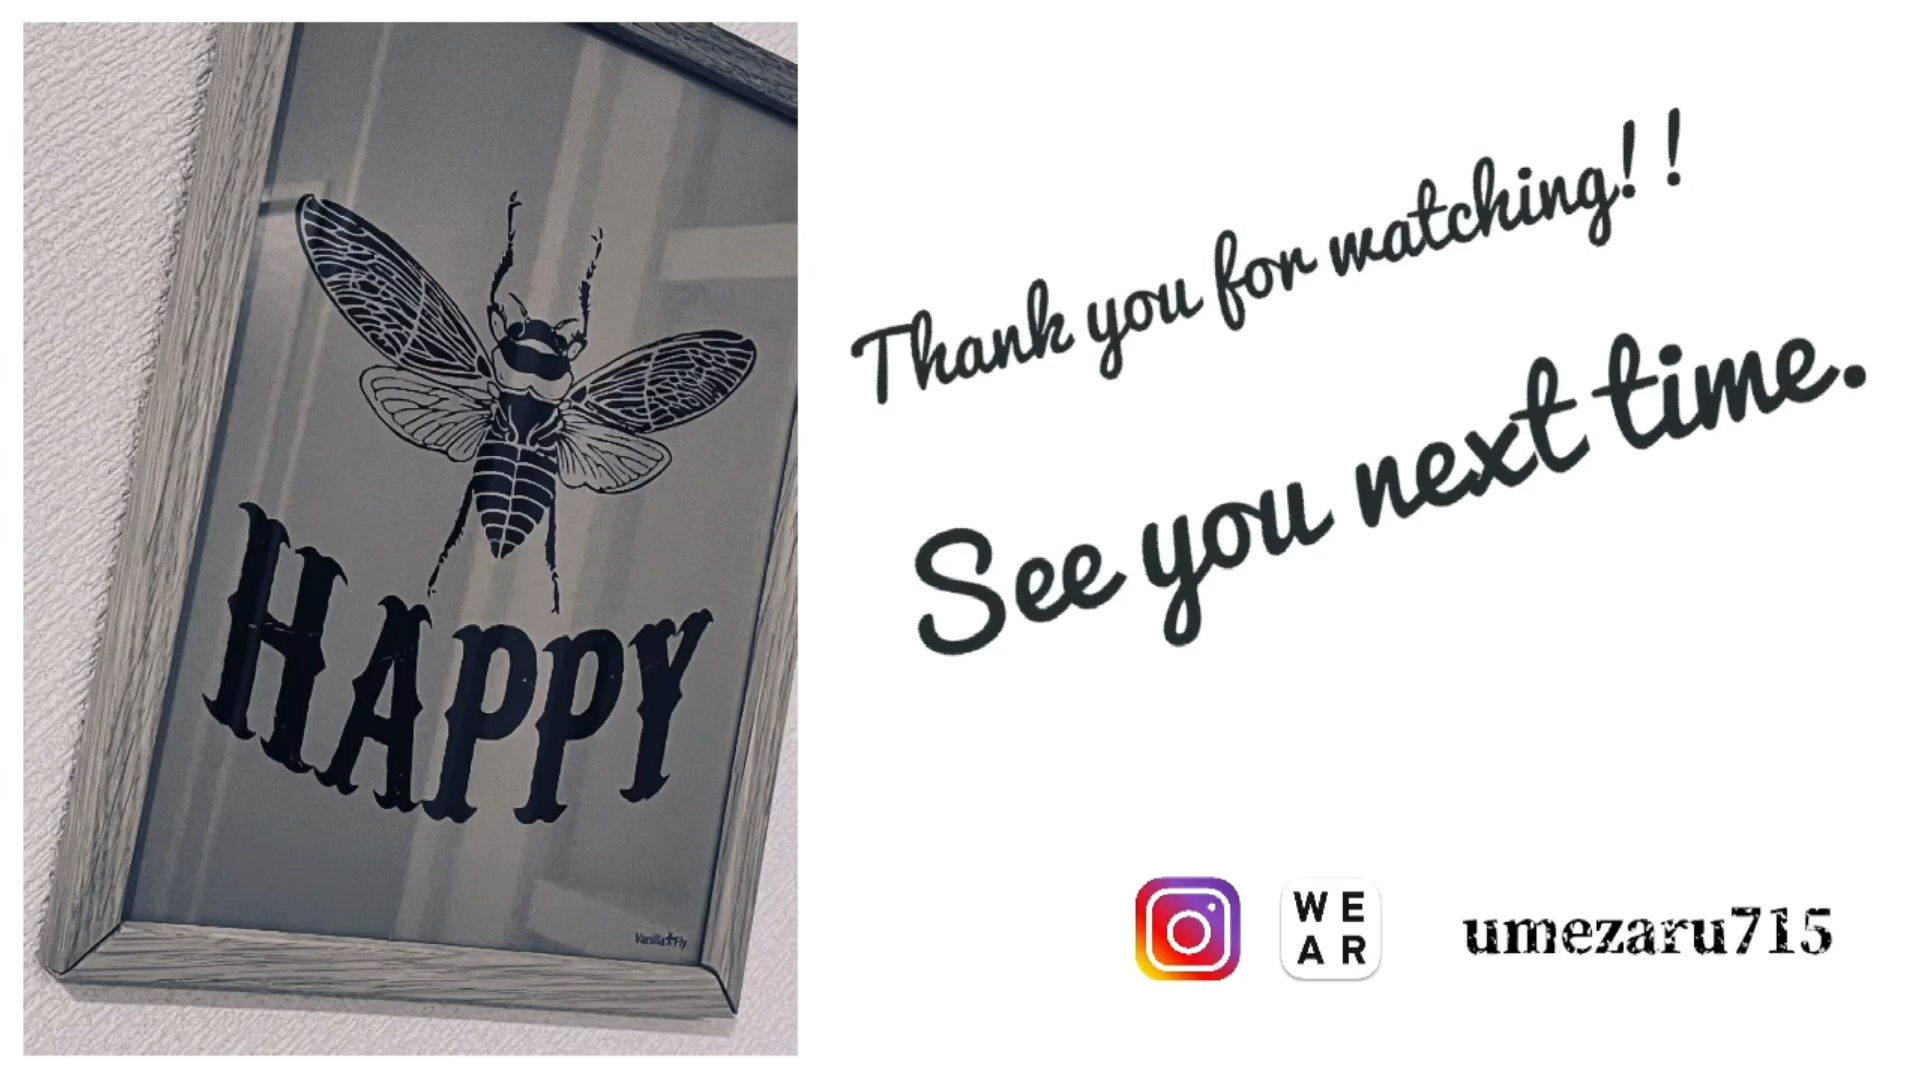 HAPPY
Vanilla Fly
Thank you for watching!!
See you next time.
WE
AR
umezaru715